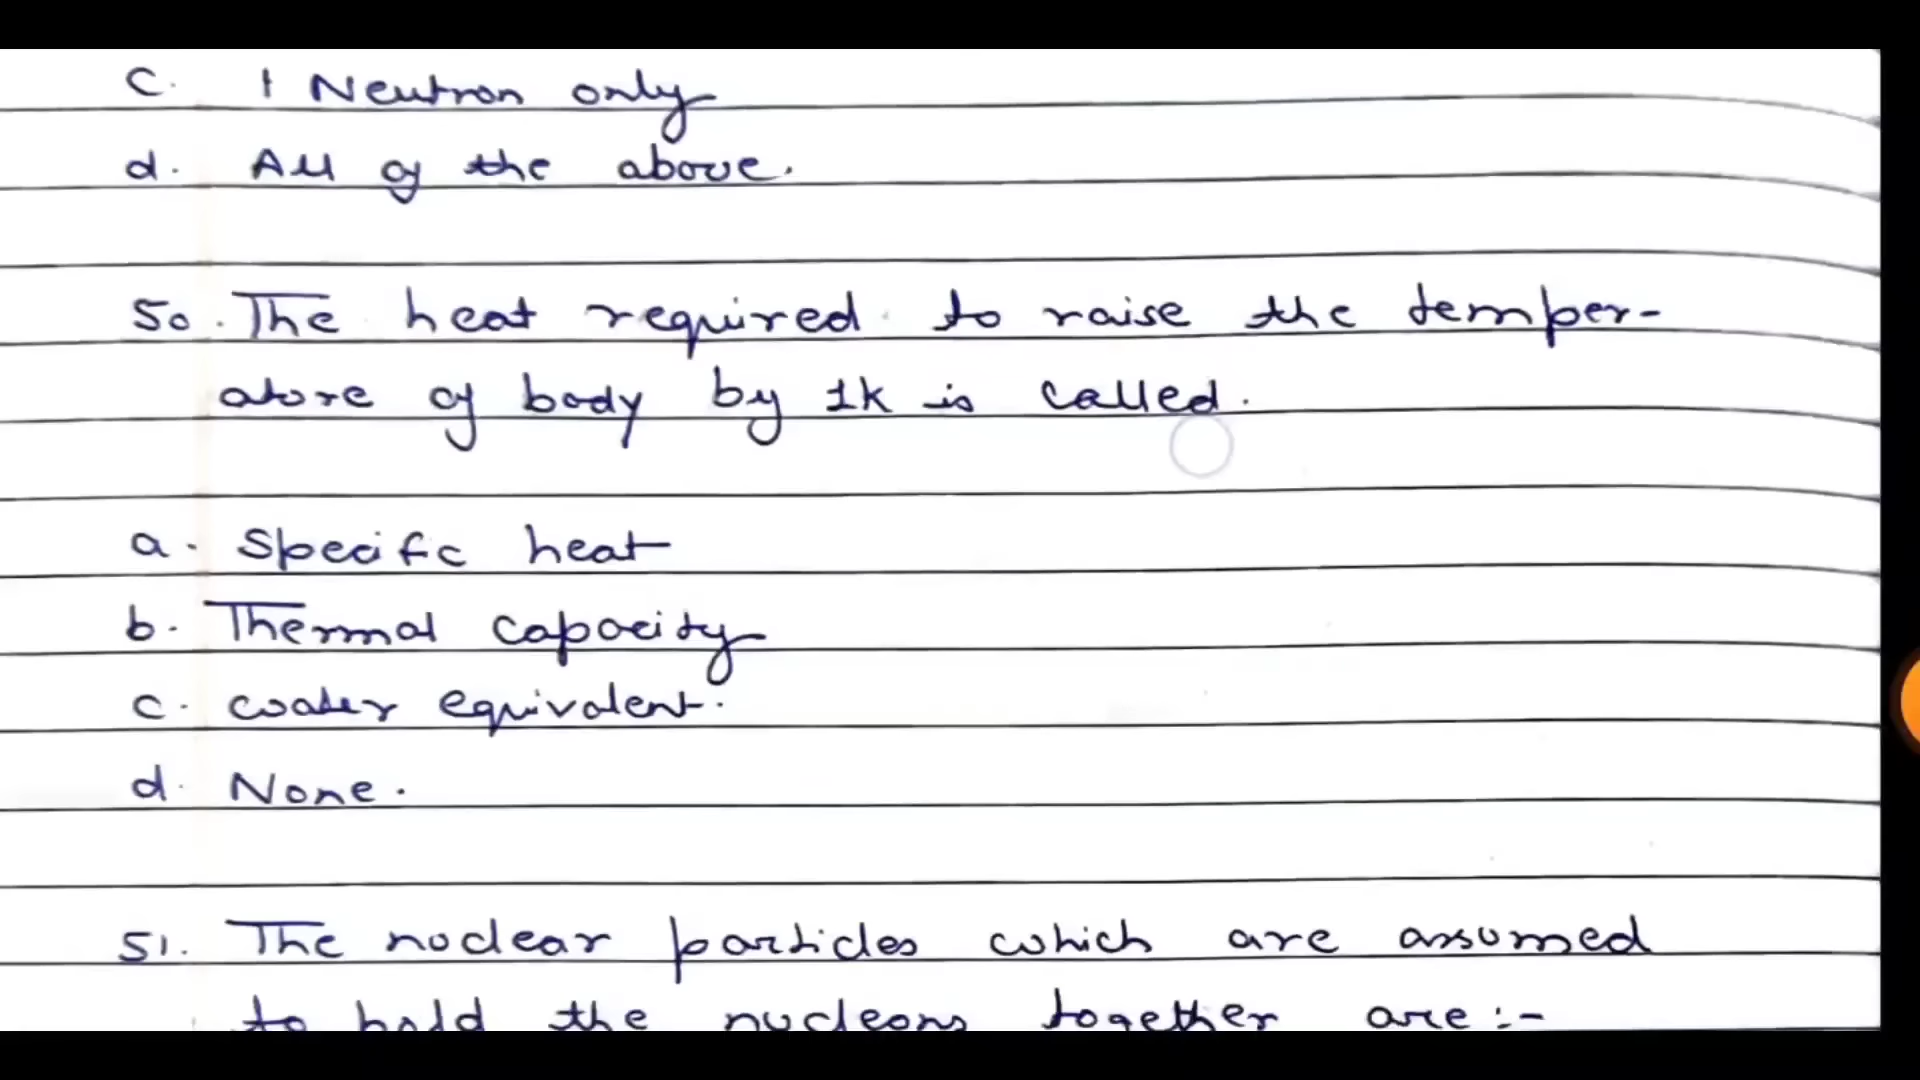 c. 1 Neutron only
d. All of the above.
50. The heat required to raise the temper-
ature of body by 1k is called.
a. Specific heat
b. Thermal capacity
c. water equivalent.
d. None.
51. The nuclear particles which are assumed
to hold the nucleons together are :-